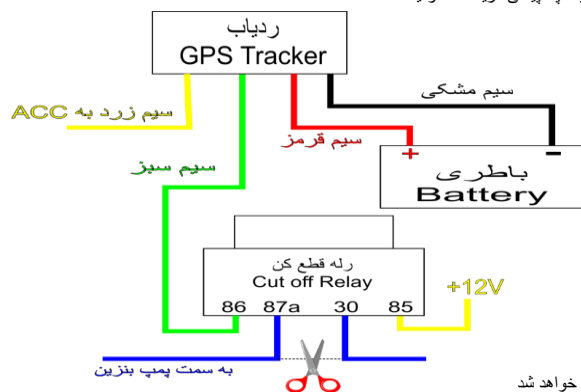 ردیاب
GPS Tracker
سیم مشکی
سیم زرد به ACC
سیم قرمز
+ −
باطری
Battery
سیم سبز
رله قطع کن
Cut off Relay
86 87a 30 85
+12V
به سمت پمپ بنزین
خواهد شد